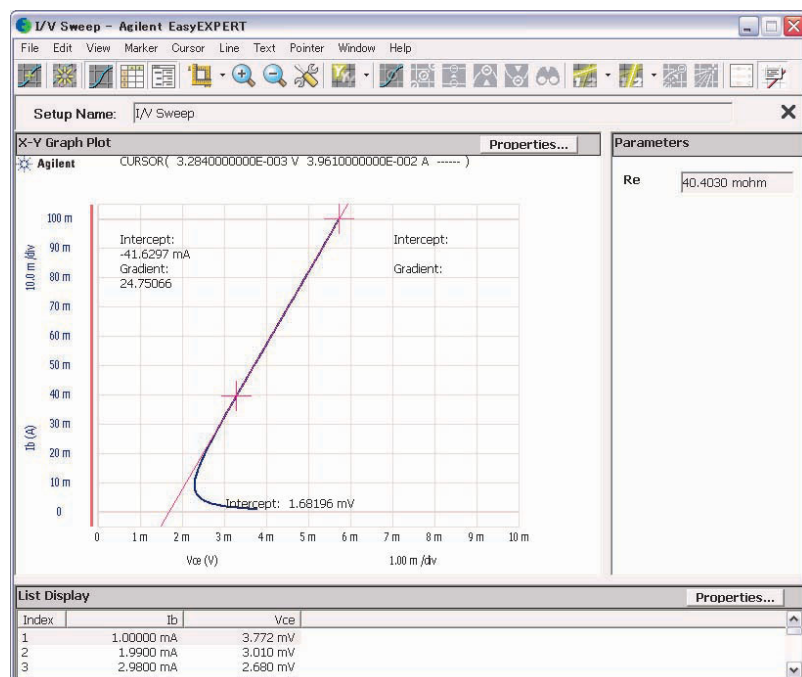 I/V Sweep - Agilent EasyEXPERT
File Edit View Marker Cursor Line Text Pointer Window Help
Setup Name: I/V Sweep
X-Y Graph Plot Properties...
Agilent CURSOR( 3.2840000000E-003 V 3.9610000000E-002 A ------ )
100 m
90 m
80 m
70 m
60 m
50 m
40 m
30 m
20 m
10 m
0
10.0 m /div
Ib (A)
Intercept:
-41.6297 mA
Gradient:
24.75066
Intercept:
Gradient:
Intercept: 1.68196 mV
0 1 m 2 m 3 m 4 m 5 m 6 m 7 m 8 m 9 m 10 m
Vce (V) 1.00 m /div
Parameters
Re 40.4030 mohm
List Display Properties...
Index Ib Vce
1 1.00000 mA 3.772 mV
2 1.9900 mA 3.010 mV
3 2.9800 mA 2.680 mV